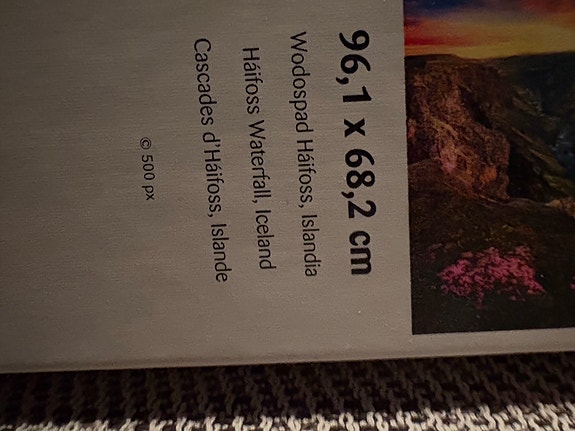 96,1 x 68,2 cm
Wodospad Háifoss, Islandia
Háifoss Waterfall, Iceland
Cascades d'Háifoss, Islande
© 500 px